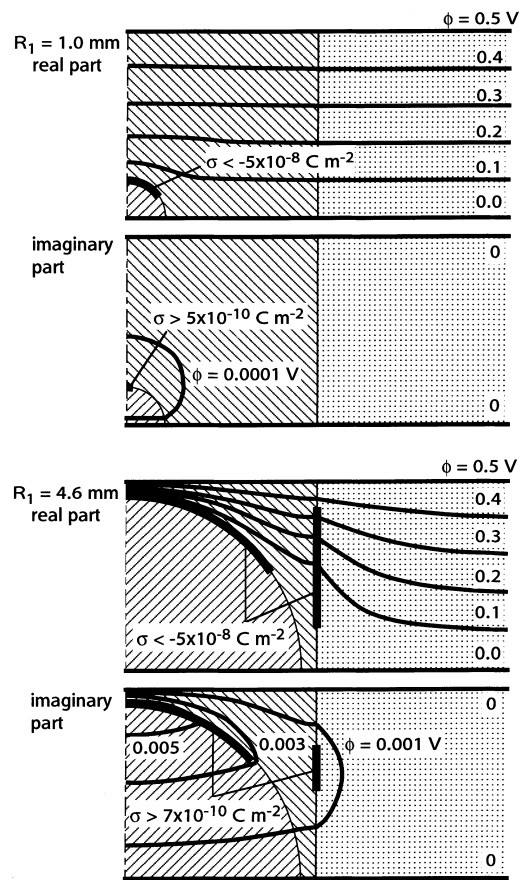 ϕ = 0.5 V
R₁ = 1.0 mm
real part
0.4
0.3
0.2
σ < -5x10⁻⁸ C m⁻²
0.1
0.0
imaginary
part
0
σ > 5x10⁻¹⁰ C m⁻²
ϕ = 0.0001 V
0
ϕ = 0.5 V
R₁ = 4.6 mm
real part
0.4
0.3
0.2
0.1
σ < -5x10⁻⁸ C m⁻²
0.0
imaginary
part
0
0.005
0.003
ϕ = 0.001 V
σ > 7x10⁻¹⁰ C m⁻²
0